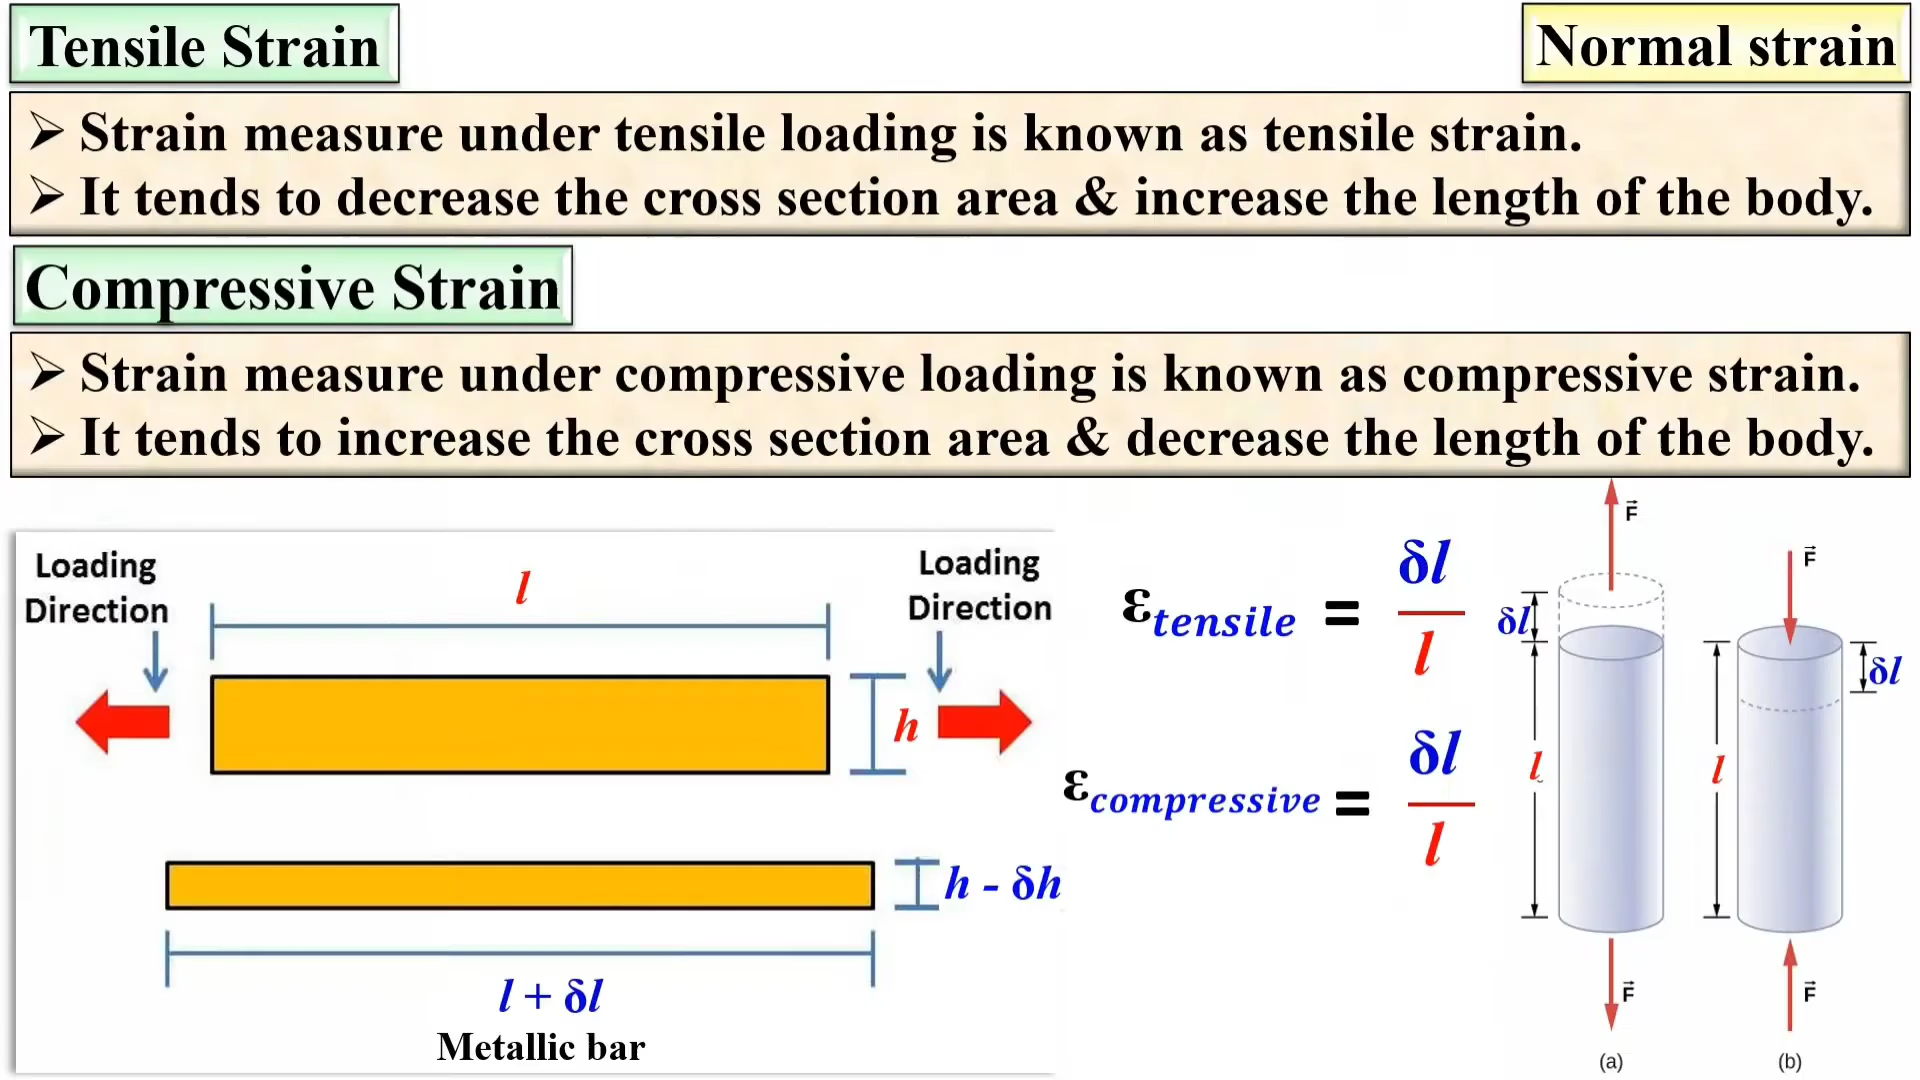 Tensile Strain
Normal strain
➢ Strain measure under tensile loading is known as tensile strain.
➢ It tends to decrease the cross section area & increase the length of the body.
Compressive Strain
➢ Strain measure under compressive loading is known as compressive strain.
➢ It tends to increase the cross section area & decrease the length of the body.
Loading
Direction
l
Loading
Direction
h
h - δh
l + δl
Metallic bar
ε_tensile = δl / l
ε_compressive = δl / l
F⃗
δl
l
F⃗
(a)
F⃗
δl
l
F⃗
(b)